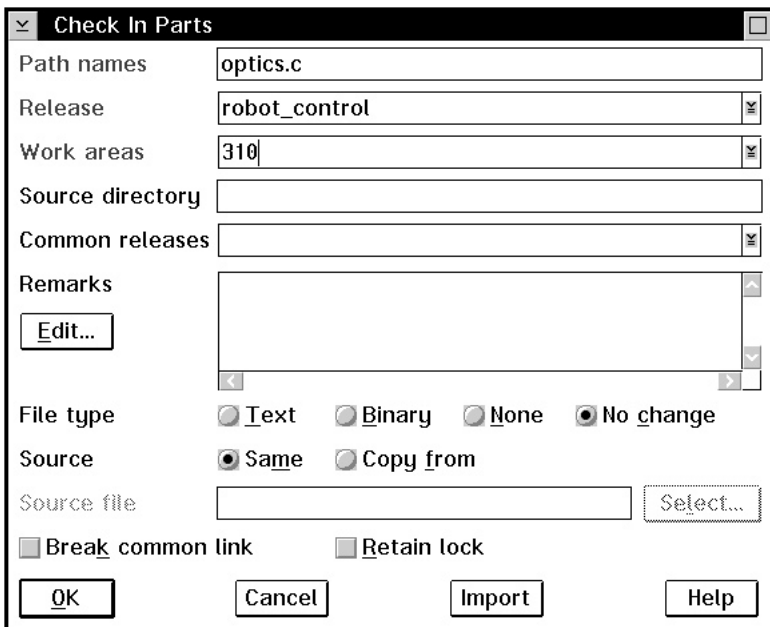 Check In Parts
Path names optics.c
Release robot_control
Work areas 310
Source directory
Common releases
Remarks
Edit...
File type Text Binary None No change
Source Same Copy from
Source file Select...
Break common link Retain lock
OK Cancel Import Help